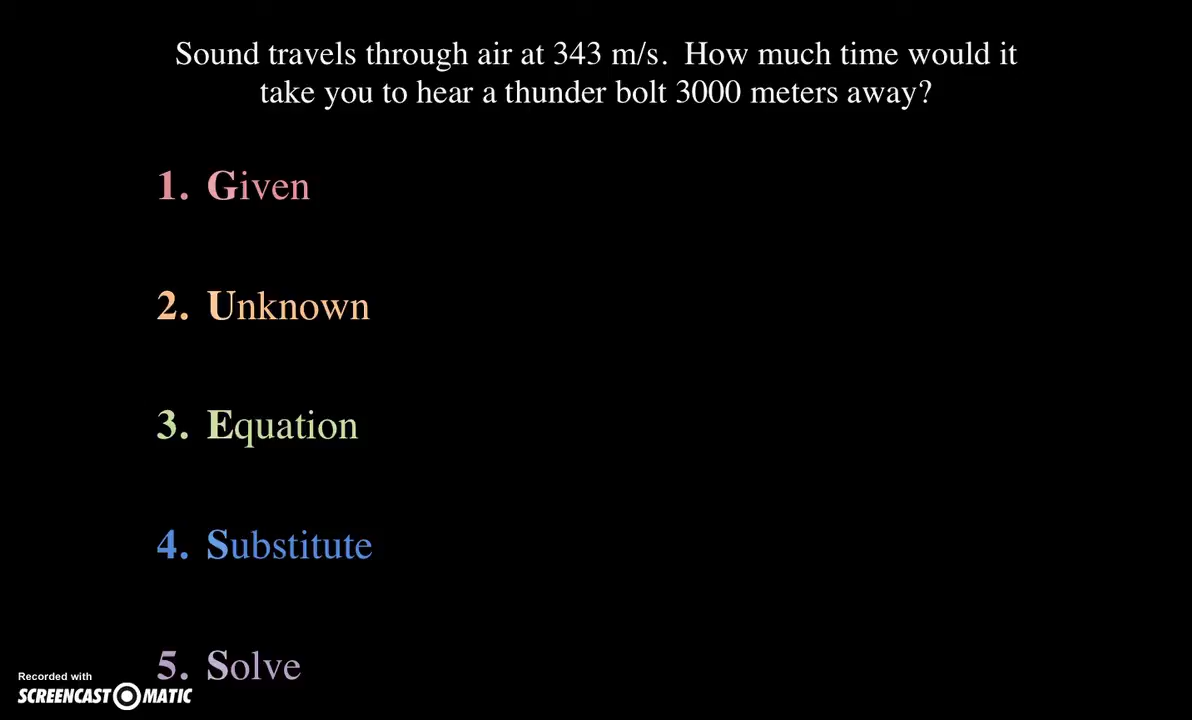 Sound travels through air at 343 m/s.  How much time would it
take you to hear a thunder bolt 3000 meters away?
1. Given
2. Unknown
3. Equation
4. Substitute
5. Solve
Recorded with
SCREENCAST O MATIC